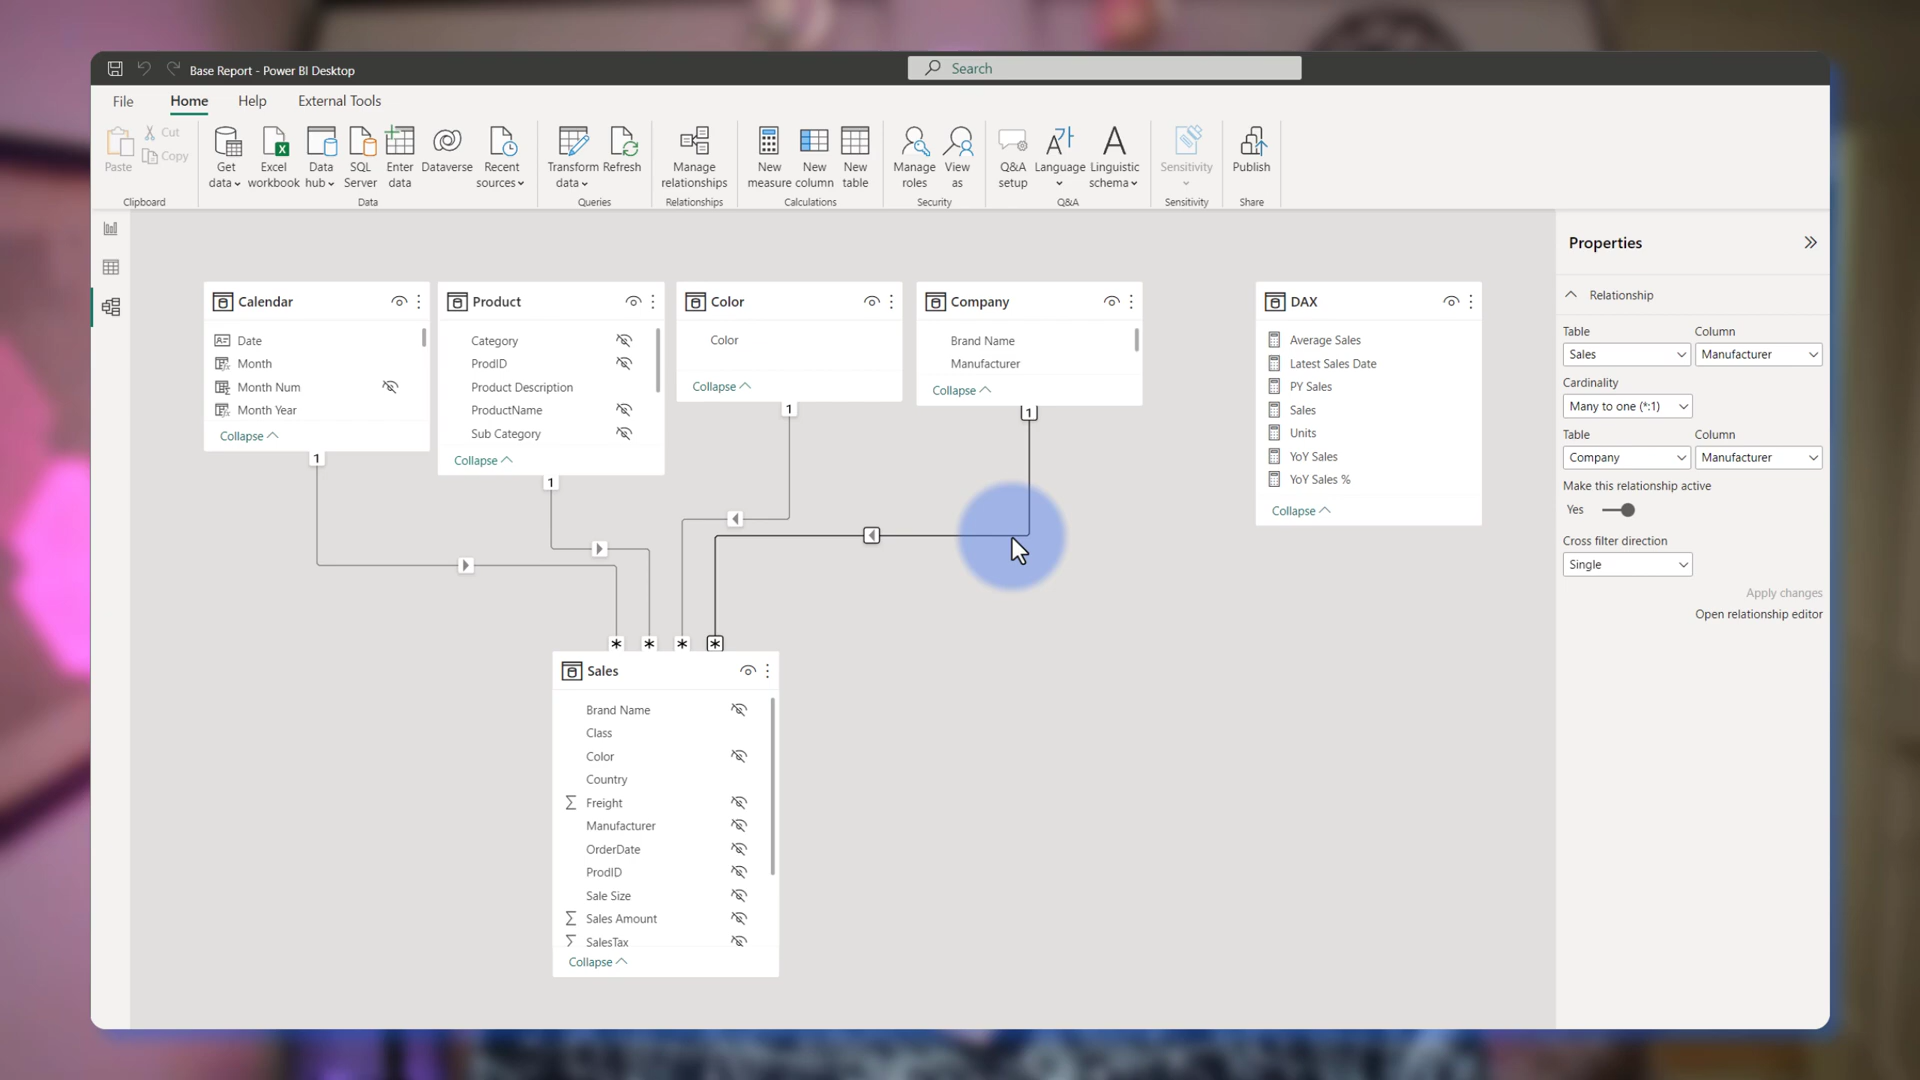 Base Report - Power BI Desktop
Search
File
Home
Help
External Tools
Paste
Cut
Copy
Get data
Excel workbook
Data hub
SQL Server
Enter data
Dataverse
Recent sources
Transform data
Refresh
Manage relationships
New measure
New column
New table
Manage roles
View as
Q&A setup
Language
Linguistic schema
Sensitivity
Publish
Clipboard
Data
Queries
Relationships
Calculations
Security
Q&A
Sensitivity
Share
Calendar
Date
Month
Month Num
Month Year
Collapse
1
Product
Category
ProdID
Product Description
ProductName
Sub Category
Collapse
1
Color
Color
Collapse
1
Company
Brand Name
Manufacturer
Collapse
1
DAX
Average Sales
Latest Sales Date
PY Sales
Sales
Units
YoY Sales
YoY Sales %
Collapse
* * * *
Sales
Brand Name
Class
Color
Country
Freight
Manufacturer
OrderDate
ProdID
Sale Size
Sales Amount
SalesTax
Collapse
Properties
Relationship
Table Column
Sales Manufacturer
Cardinality
Many to one (*:1)
Table Column
Company Manufacturer
Make this relationship active
Yes
Cross filter direction
Single
Apply changes
Open relationship editor